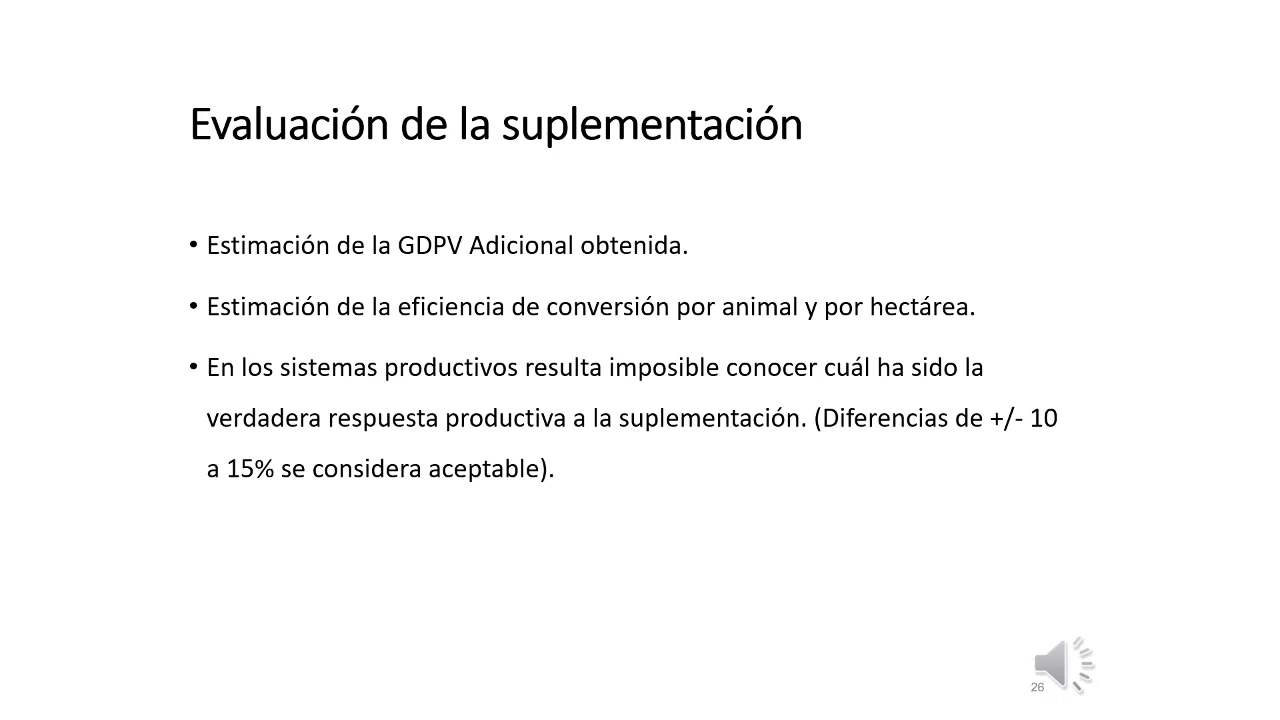 Evaluación de la suplementación
• Estimación de la GDPV Adicional obtenida.
• Estimación de la eficiencia de conversión por animal y por hectárea.
• En los sistemas productivos resulta imposible conocer cuál ha sido la
verdadera respuesta productiva a la suplementación. (Diferencias de +/- 10
a 15% se considera aceptable).
26